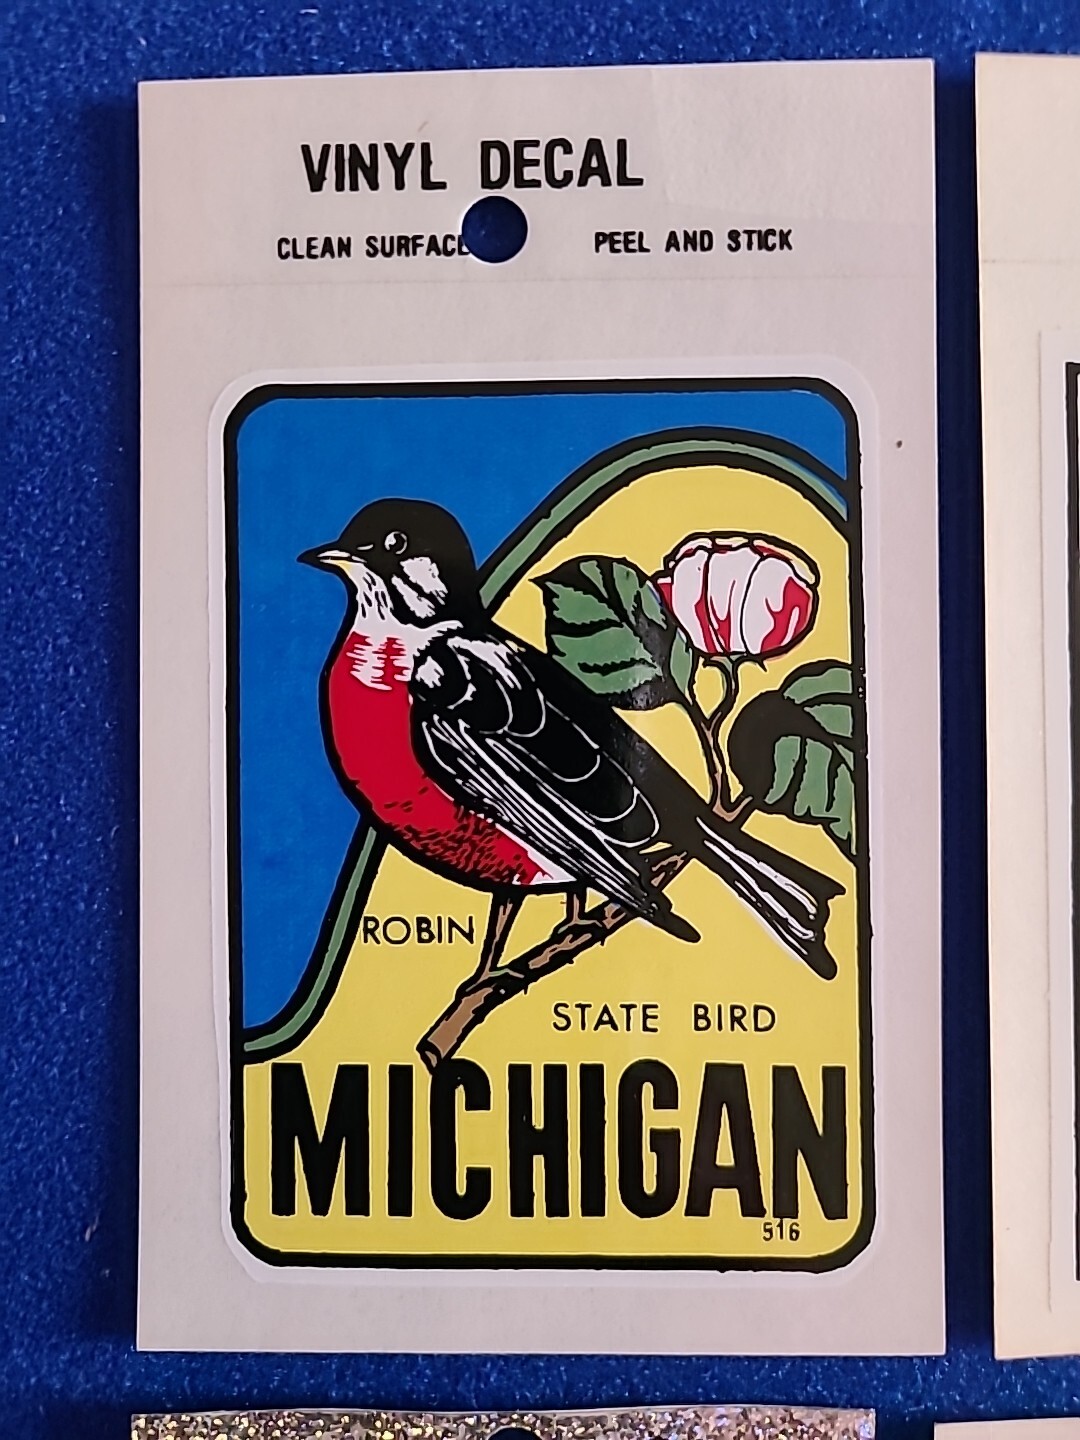 VINYL DECAL
CLEAN SURFACE PEEL AND STICK
ROBIN
STATE BIRD
MICHIGAN
516